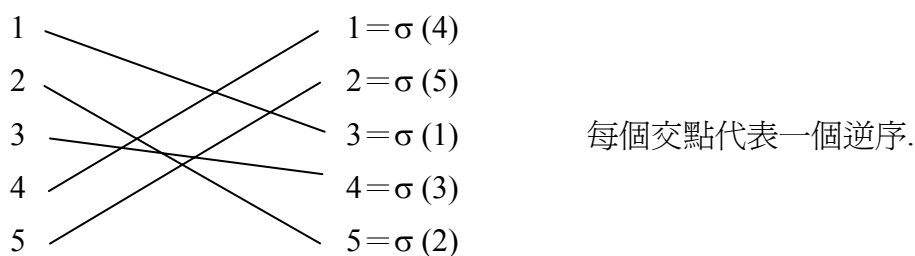 1 1＝σ (4)
2 2＝σ (5)
3 3＝σ (1) 每個交點代表一個逆序.
4 4＝σ (3)
5 5＝σ (2)